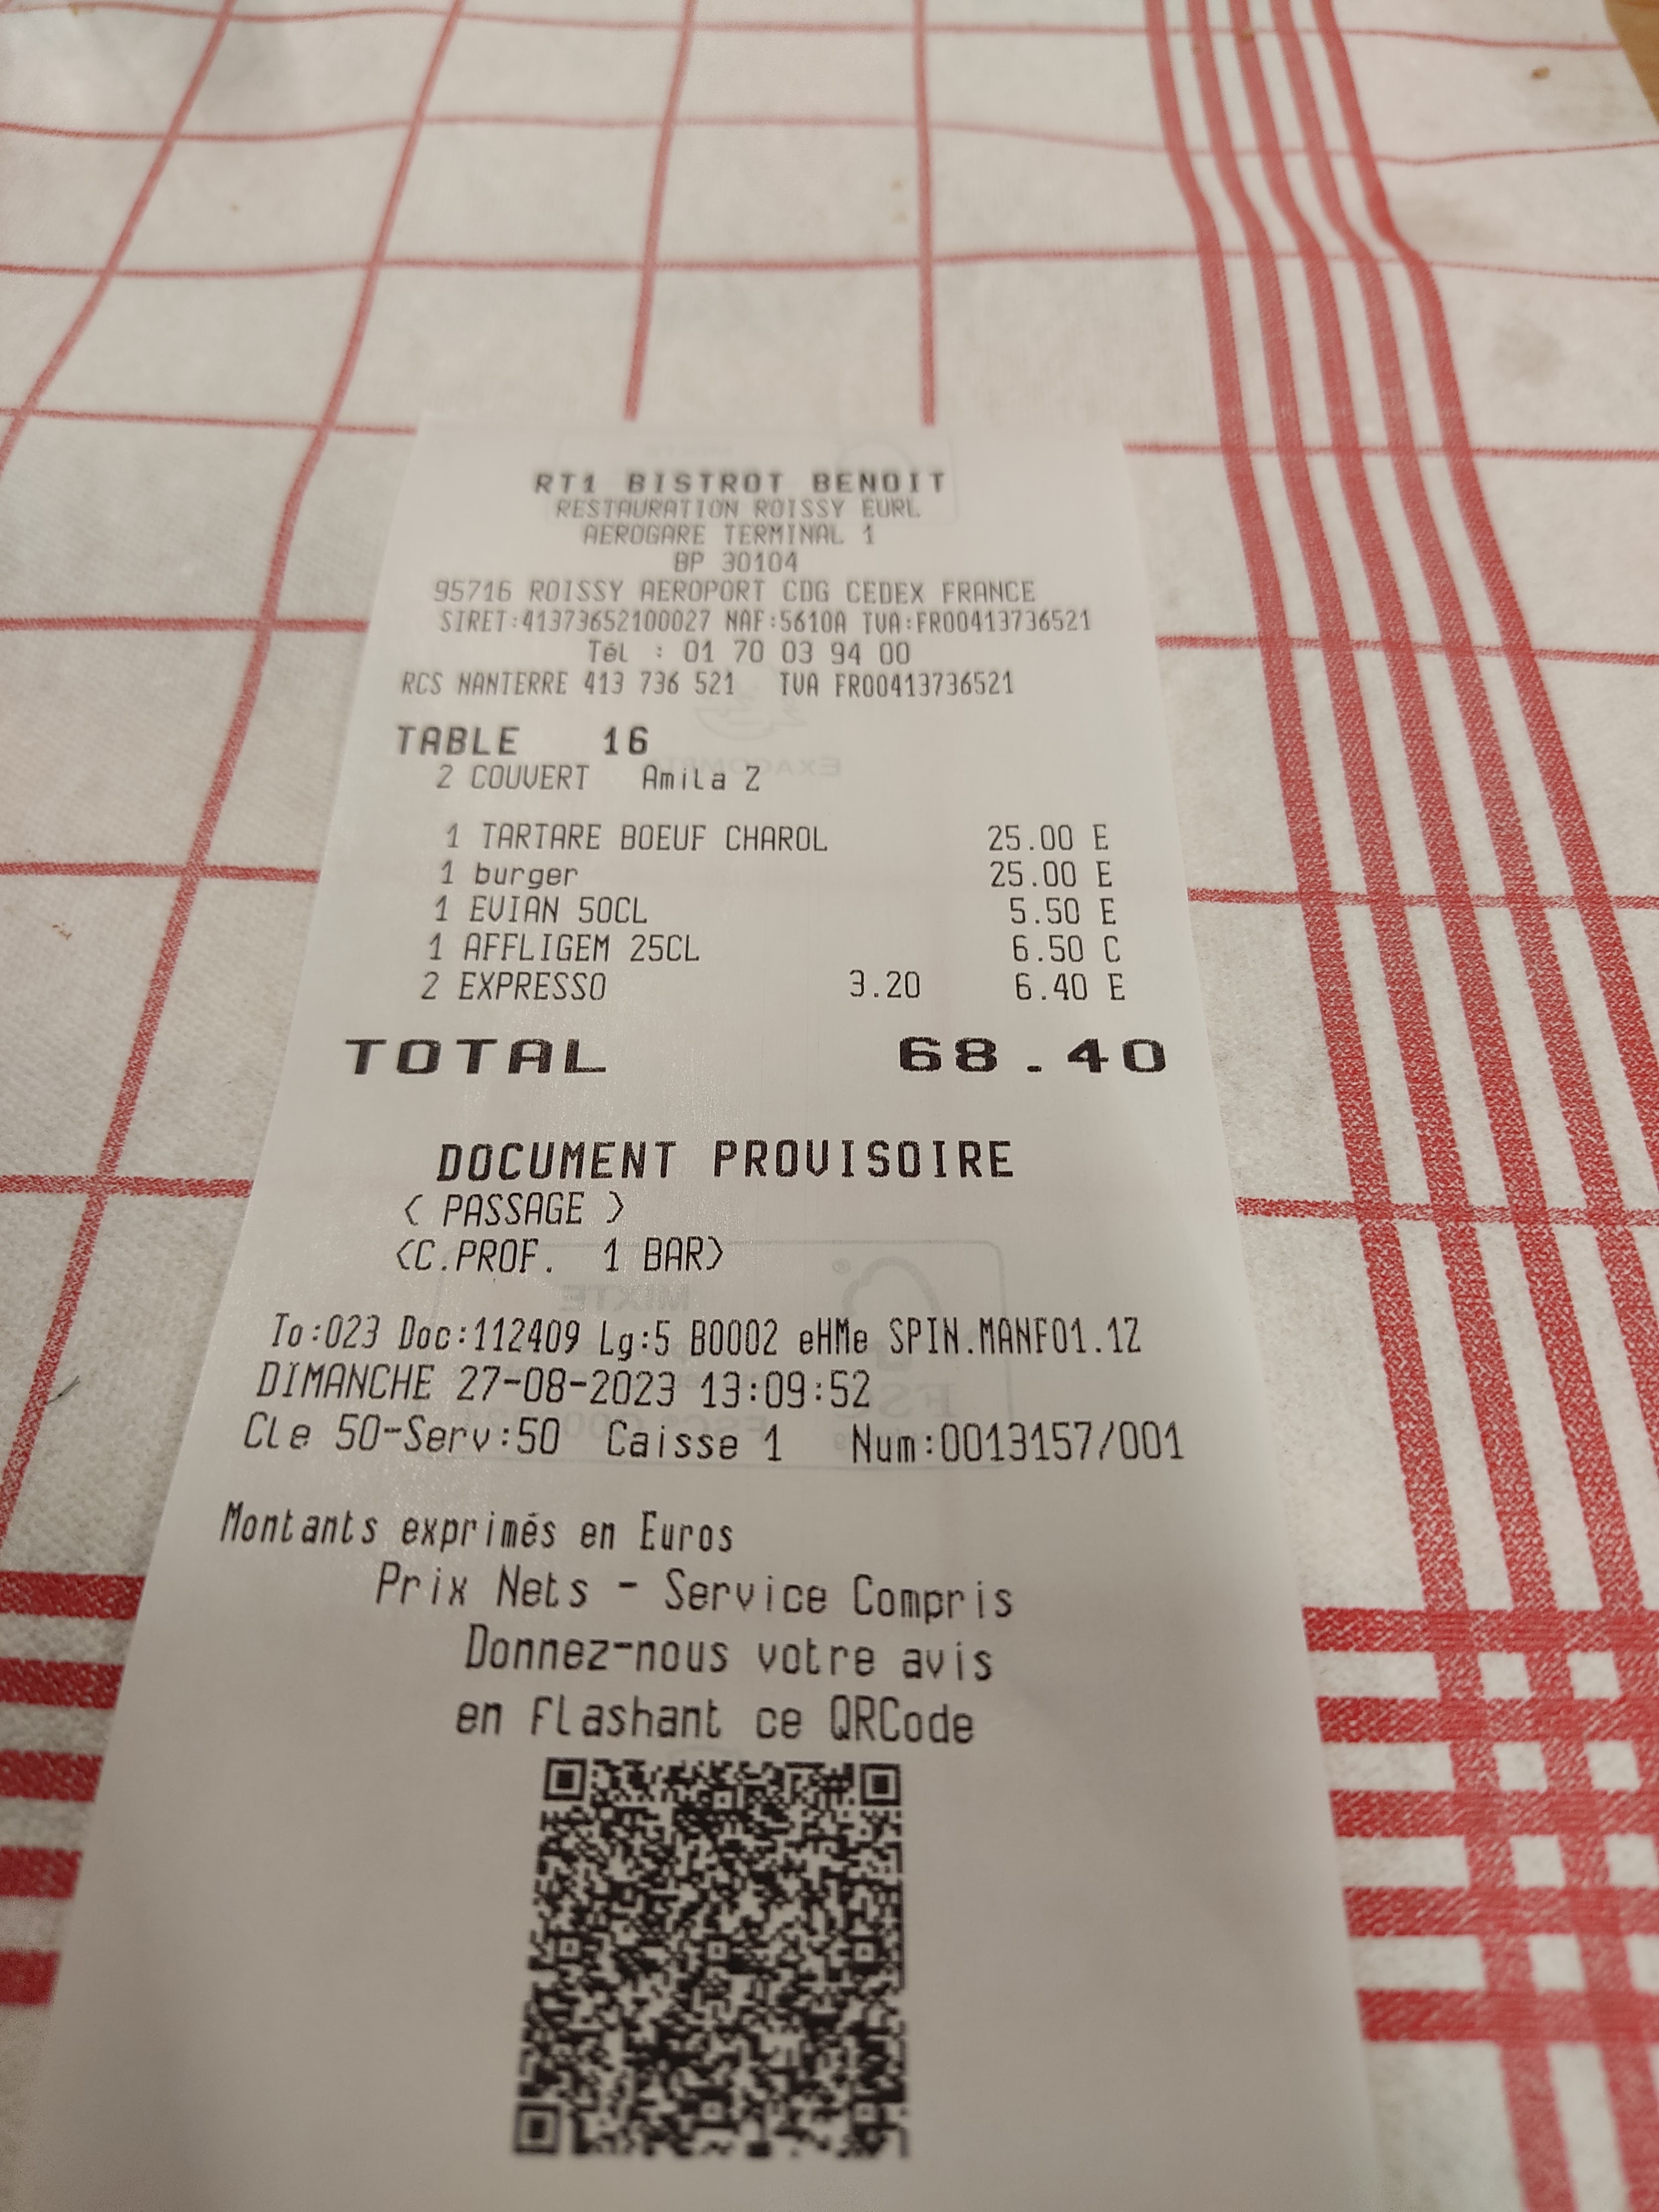 RT1 BISTROT BENOIT
RESTAURATION ROISSY EURL
AEROGARE TERMINAL 1
BP 30104
95716 ROISSY AEROPORT CDG CEDEX FRANCE
SIRET:41373652100027 NAF:5610A TVA:FR00413736521
Tél : 01 70 03 94 00
RCS NANTERRE 413 736 521 TVA FR00413736521
TABLE 16
2 COUVERT Amila Z
1 TARTARE BOEUF CHAROL 25.00 E
1 burger 25.00 E
1 EVIAN 50CL 5.50 E
1 AFFLIGEM 25CL 6.50 C
2 EXPRESSO 3.20 6.40 E
TOTAL 68.40
DOCUMENT PROVISOIRE
( PASSAGE )
(C.PROF. 1 BAR)
To:023 Doc:112409 Lg:5 B0002 eHMe SPIN.MANF01.1Z
DIMANCHE 27-08-2023 13:09:52
Cle 50-Serv:50 Caisse 1 Num:0013157/001
Montants exprimés en Euros
Prix Nets - Service Compris
Donnez-nous votre avis
en flashant ce QRCode